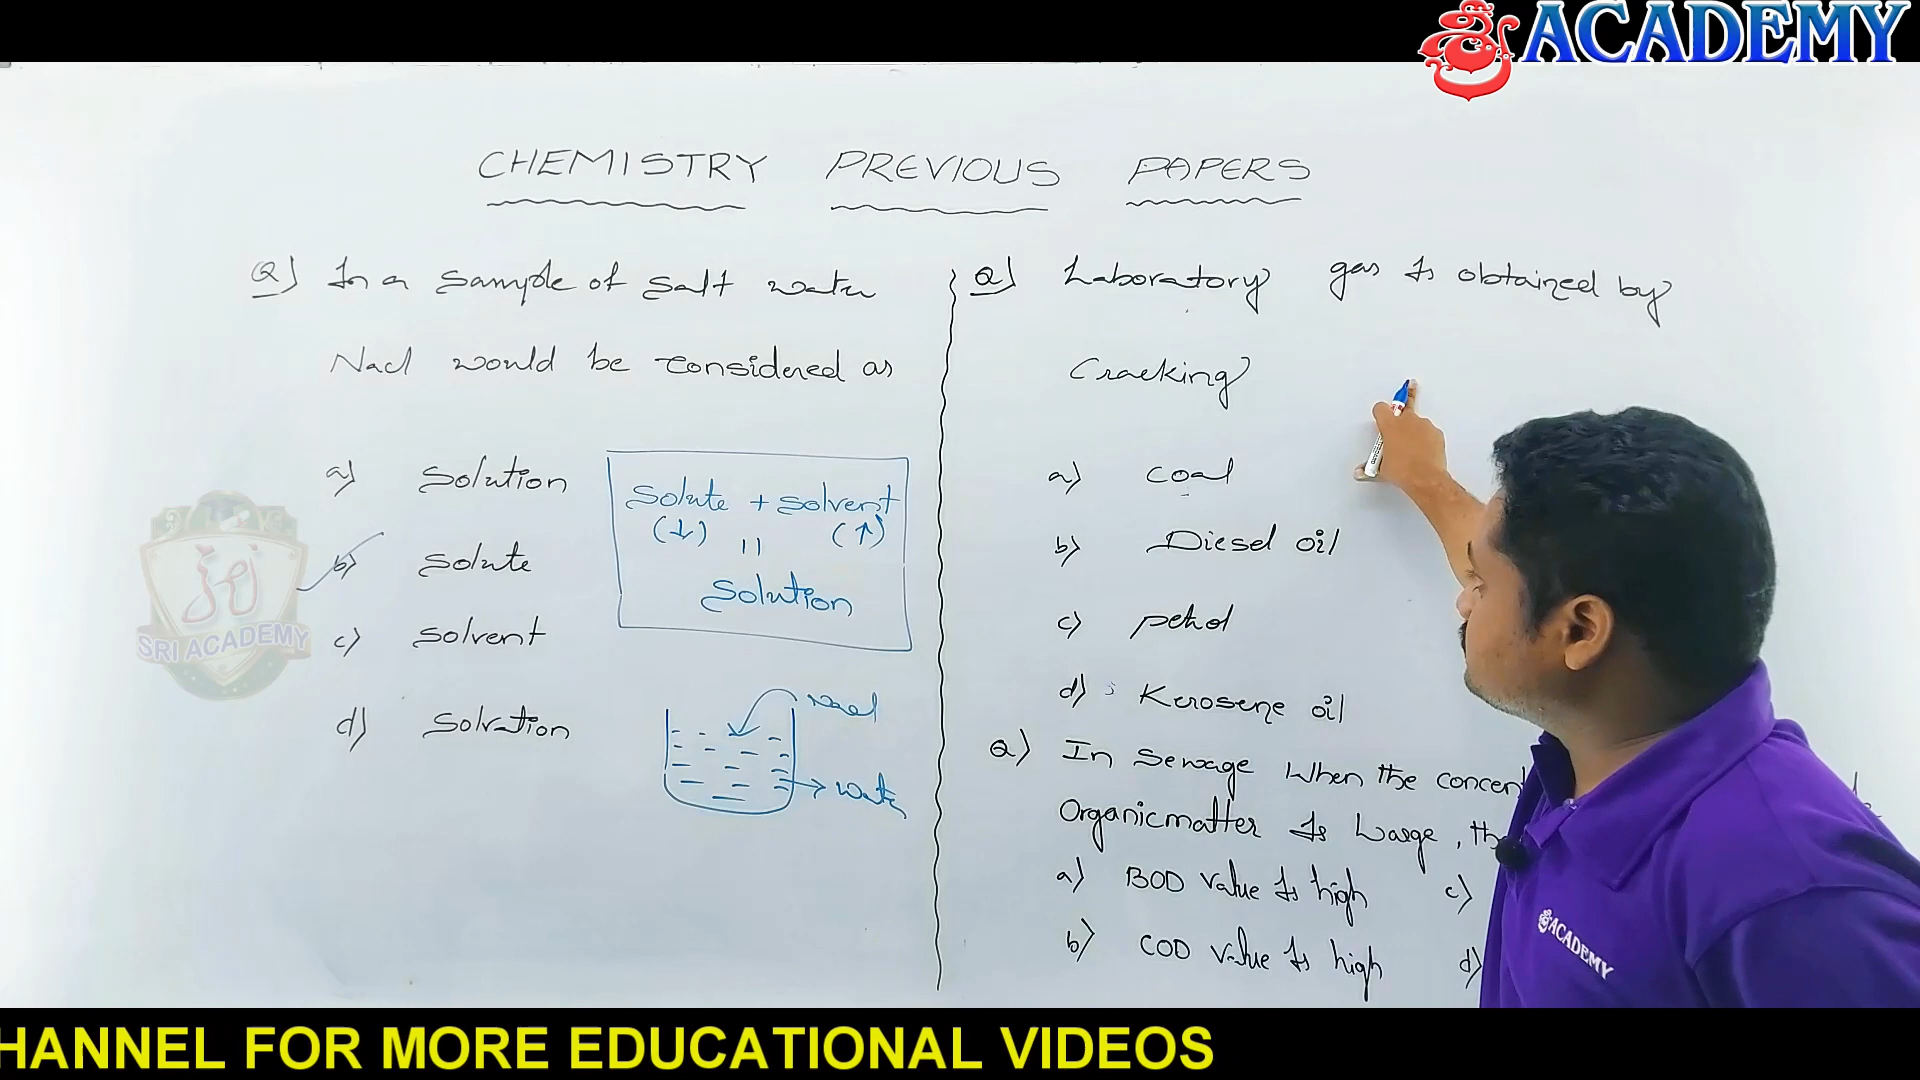 ACADEMY
CHEMISTRY PREVIOUS PAPERS
Q) In a sample of salt water
Nacl would be considered as
a) Solution
b) Solute
c) Solvent
d) Solvation
Solute + Solvent
(↓) = (↑)
Solution
Nacl
water
Q) Laboratory gas Is obtained by
Cracking
a) coal
b) Diesel oil
c) petrol
d) Kerosene oil
Q) In Sewage When the concen
Organicmatter Is Large, th
a) BOD Value Is high c)
b) COD Value Is high d)
SRI ACADEMY
ACADEMY
HANNEL FOR MORE EDUCATIONAL VIDEOS